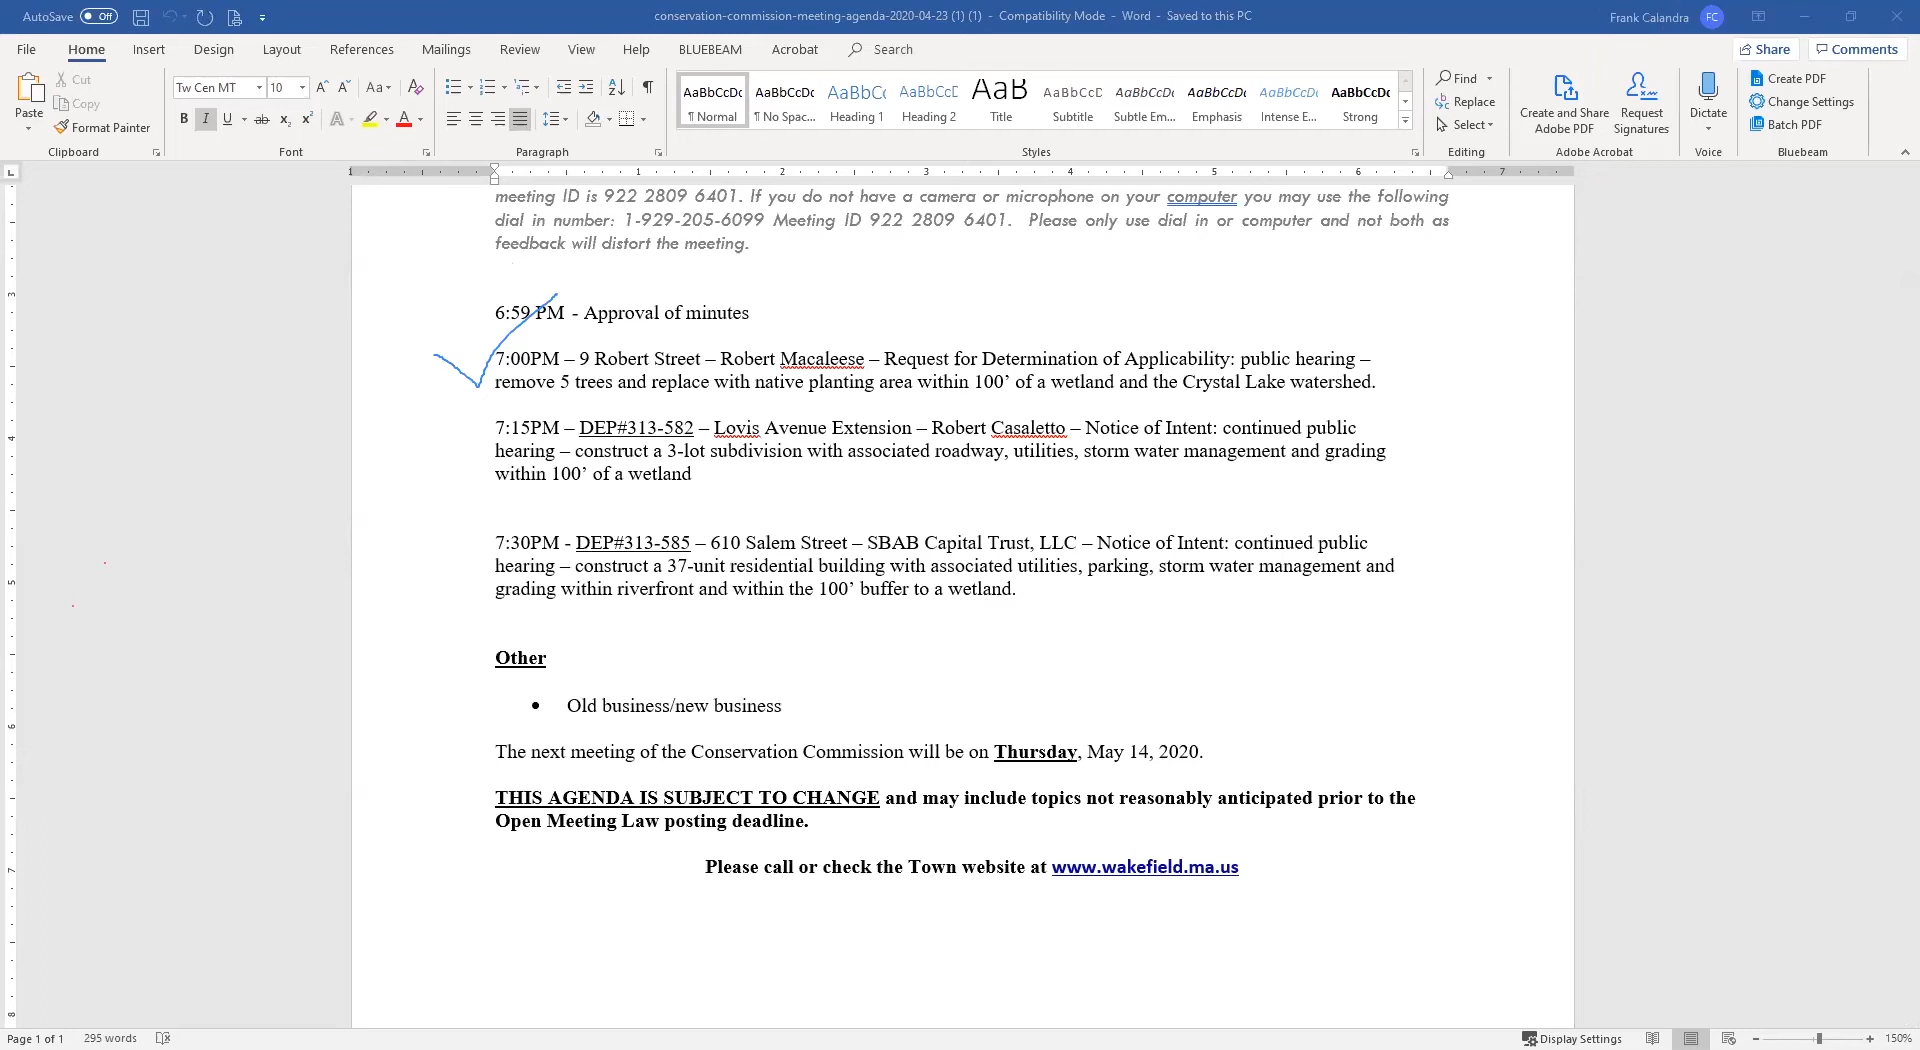 AutoSave Off conservation-commission-meeting-agenda-2020-04-23 (1) (1) - Compatibility Mode - Word - Saved to this PC Frank Calandra FC
File Home Insert Design Layout References Mailings Review View Help BLUEBEAM Acrobat Search Share Comments
Paste
Cut
Copy
Format Painter
Clipboard
Tw Cen MT 10
Font
Paragraph
AaBbCcDc AaBbCcDc AaBbCc AaBbCcD AaB AaBbCcD AaBbCcDc AaBbCcDc AaBbCcDc AaBbCcDc
¶ Normal ¶ No Spac... Heading 1 Heading 2 Title Subtitle Subtle Em... Emphasis Intense E... Strong
Styles
Find
Replace
Select
Editing
Create and Share Adobe PDF
Request Signatures
Adobe Acrobat
Dictate
Voice
Create PDF
Change Settings
Batch PDF
Bluebeam
1 1 2 3 4 5 6 7
meeting ID is 922 2809 6401. If you do not have a camera or microphone on your computer you may use the following
dial in number: 1-929-205-6099 Meeting ID 922 2809 6401. Please only use dial in or computer and not both as
feedback will distort the meeting.
6:59 PM - Approval of minutes
7:00PM – 9 Robert Street – Robert Macaleese – Request for Determination of Applicability: public hearing –
remove 5 trees and replace with native planting area within 100’ of a wetland and the Crystal Lake watershed.
7:15PM – DEP#313-582 – Lovis Avenue Extension – Robert Casaletto – Notice of Intent: continued public
hearing – construct a 3-lot subdivision with associated roadway, utilities, storm water management and grading
within 100’ of a wetland
7:30PM - DEP#313-585 – 610 Salem Street – SBAB Capital Trust, LLC – Notice of Intent: continued public
hearing – construct a 37-unit residential building with associated utilities, parking, storm water management and
grading within riverfront and within the 100’ buffer to a wetland.
Other
• Old business/new business
The next meeting of the Conservation Commission will be on Thursday, May 14, 2020.
THIS AGENDA IS SUBJECT TO CHANGE and may include topics not reasonably anticipated prior to the
Open Meeting Law posting deadline.
Please call or check the Town website at www.wakefield.ma.us
Page 1 of 1 295 words Display Settings 150%